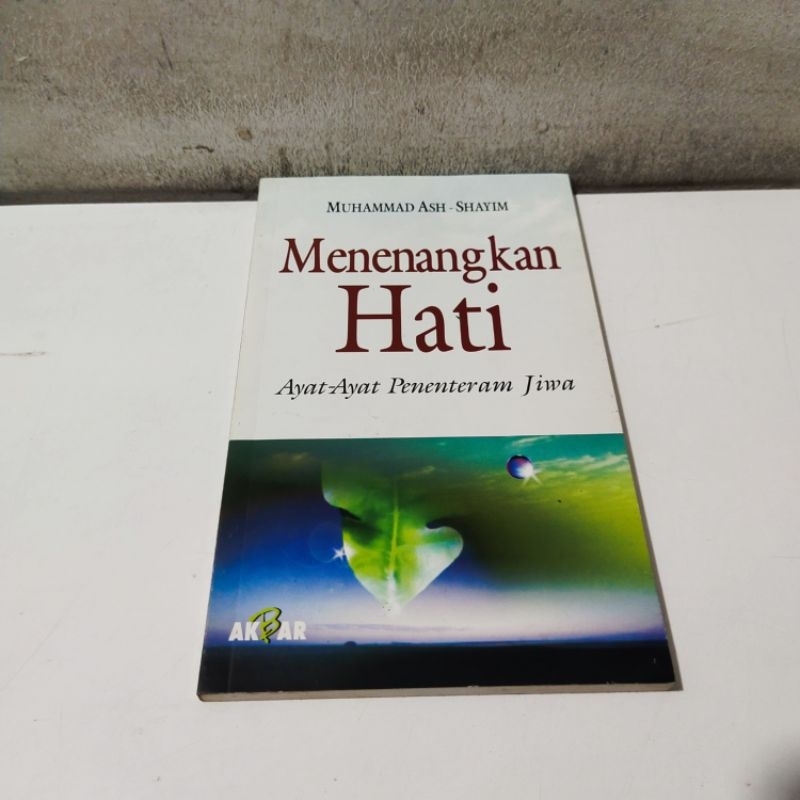 MUHAMMAD ASH - SHAYIM
Menenangkan
Hati
Ayat-Ayat Penenteram Jiwa
AKBAR